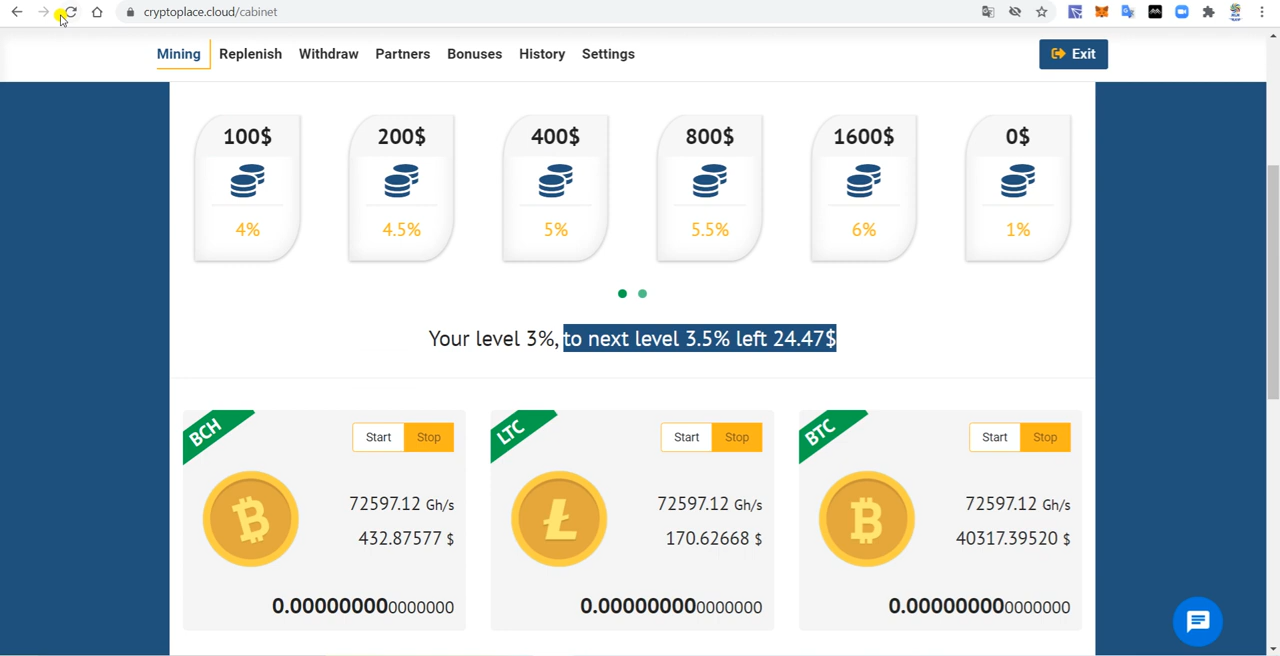 cryptoplace.cloud/cabinet
Mining Replenish Withdraw Partners Bonuses History Settings Exit
100$ 200$ 400$ 800$ 1600$ 0$
4% 4.5% 5% 5.5% 6% 1%
Your level 3%, to next level 3.5% left 24.47$
BCH Start Stop LTC Start Stop BTC Start Stop
72597.12 Gh/s 72597.12 Gh/s 72597.12 Gh/s
432.87577 $ 170.62668 $ 40317.39520 $
0.000000000000000 0.000000000000000 0.000000000000000